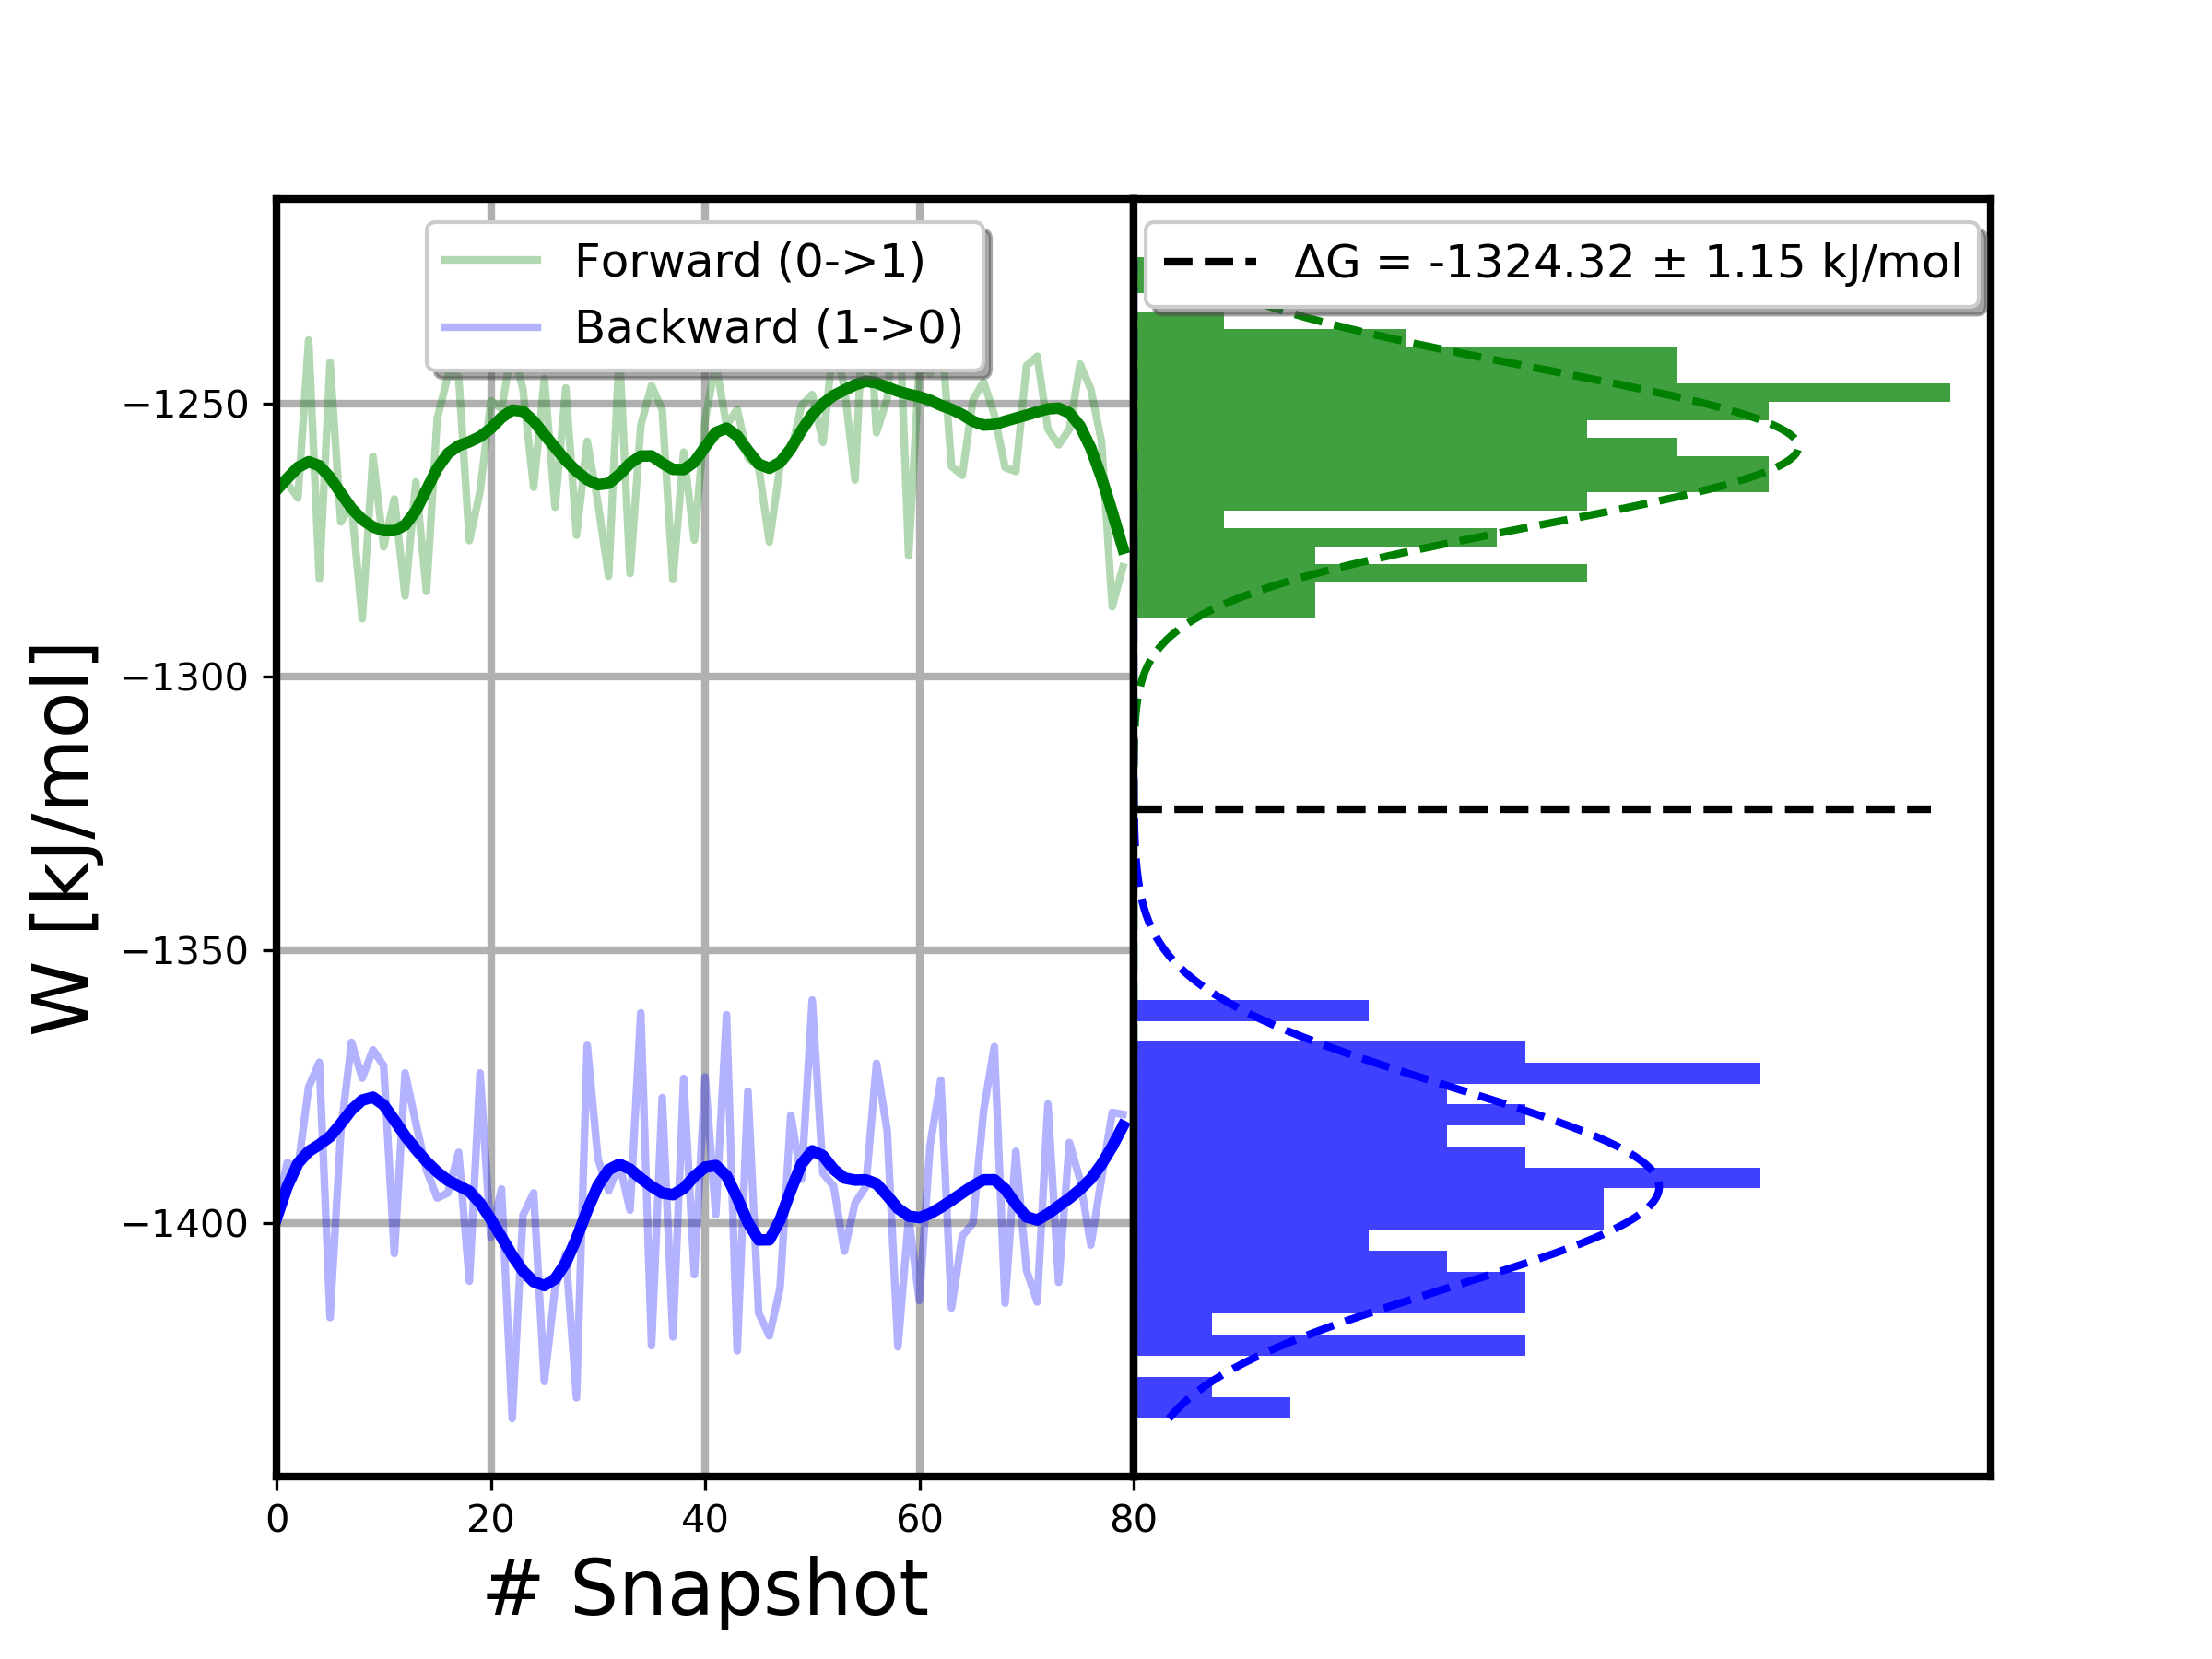 Forward (0->1)
Backward (1->0)
ΔG = -1324.32 ± 1.15 kJ/mol
W [kJ/mol]
−1250
−1300
−1350
−1400
0 20 40 60 80
# Snapshot